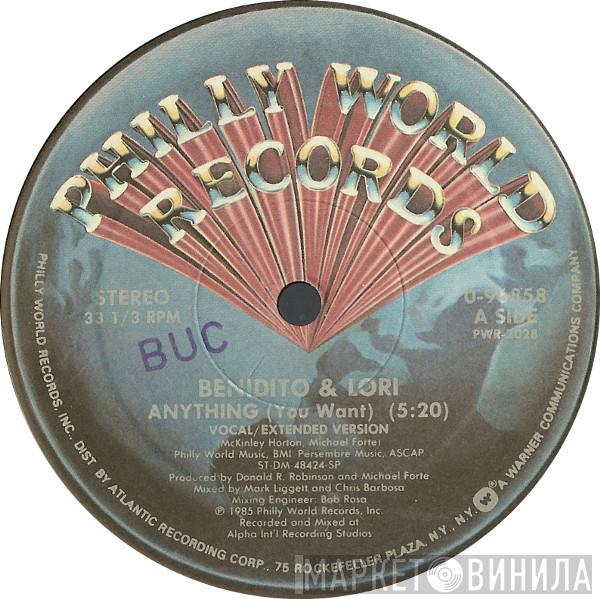 PHILLY WORLD
RECORDS
STEREO
33 1/3 RPM
U-96858
A SIDE
PWR-2028
BUC
BENIDITO & LORI
ANYTHING (You Want) (5:20)
VOCAL/EXTENDED VERSION
(McKinley Horton, Michael Forte)
Philly World Music, BMI, Persomike Music, ASCAP
ST-DM-48424-SP
Produced by Donald R. Robinson and Michael Forte
Mixed by Mark Liggett and Chris Barbosa
Mixing Engineer: Bob Rosa
℗ 1985 Philly World Records, Inc.
Recorded and Mixed at
Alpha Int'l Recording Studios
PHILLY WORLD RECORDS, INC. DIST BY ATLANTIC RECORDING CORP., 75 ROCKEFELLER PLAZA, N.Y., N.Y. A WARNER COMMUNICATIONS COMPANY
МАРКЕТ ВИНИЛА